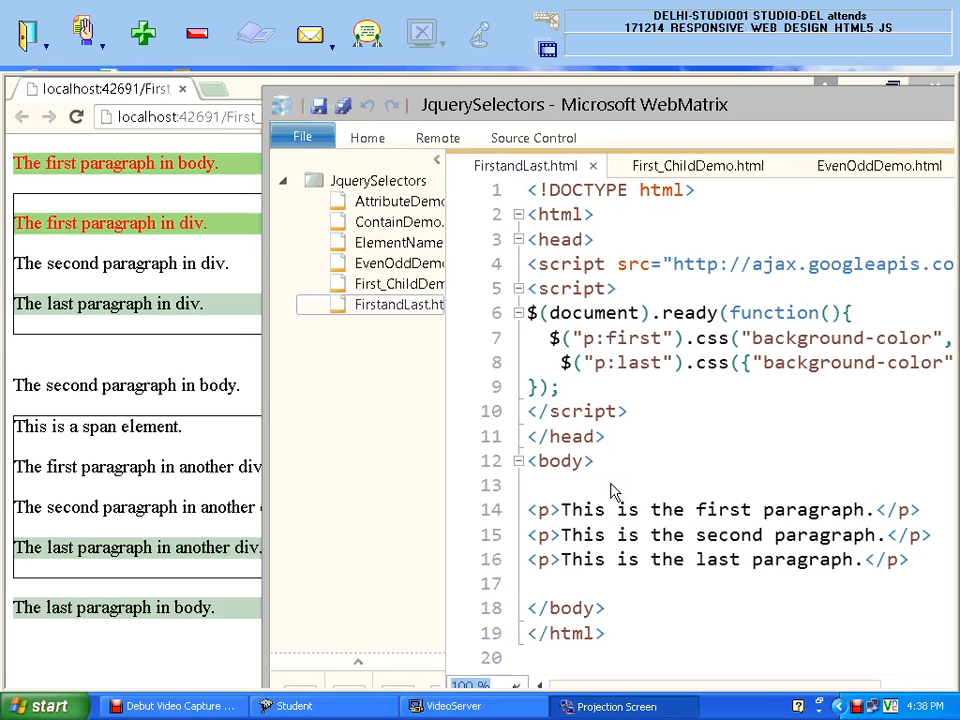 DELHI-STUDIO01 STUDIO-DEL attends
171214 RESPONSIVE WEB DESIGN HTML5 JS
localhost:42691/First
localhost:42691/First_
JquerySelectors - Microsoft WebMatrix
File
Home
Remote
Source Control
JquerySelectors
AttributeDemo
ContainDemo.
ElementName
EvenOddDemo
First_ChildDem
FirstandLast.ht
FirstandLast.html
First_ChildDemo.html
EvenOddDemo.html
1 <!DOCTYPE html>
2 <html>
3 <head>
4 <script src="http://ajax.googleapis.co
5 <script>
6 $(document).ready(function(){
7 $("p:first").css("background-color",
8 $("p:last").css({"background-color"
9 });
10 </script>
11 </head>
12 <body>
13
14 <p>This is the first paragraph.</p>
15 <p>This is the second paragraph.</p>
16 <p>This is the last paragraph.</p>
17
18 </body>
19 </html>
20
100 %
The first paragraph in body.
The first paragraph in div.
The second paragraph in div.
The last paragraph in div.
The second paragraph in body.
This is a span element.
The first paragraph in another div
The second paragraph in another
The last paragraph in another div.
The last paragraph in body.
start
Debut Video Capture ...
Student
VideoServer
Projection Screen
4:38 PM